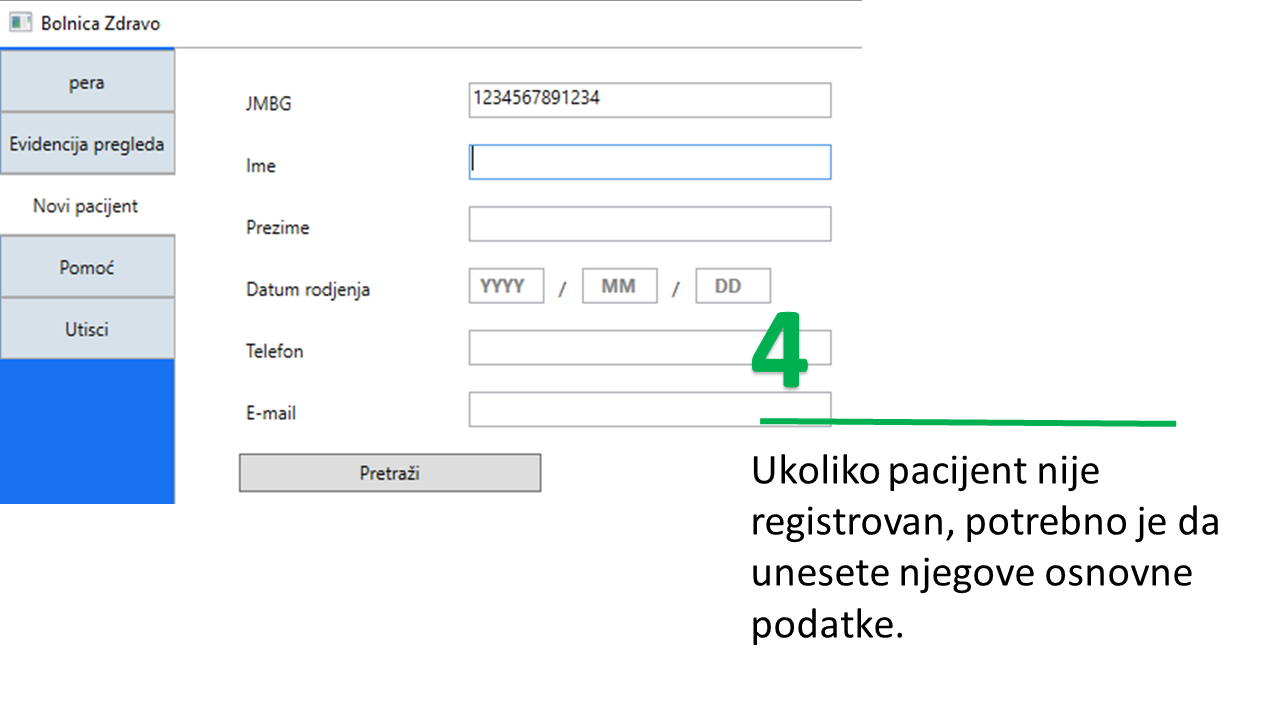 Bolnica Zdravo
pera
Evidencija pregleda
Novi pacijent
Pomoć
Utisci
JMBG
1234567891234
Ime
Prezime
Datum rodjenja
YYYY / MM / DD
Telefon
E-mail
Pretraži
4
Ukoliko pacijent nije
registrovan, potrebno je da
unesete njegove osnovne
podatke.